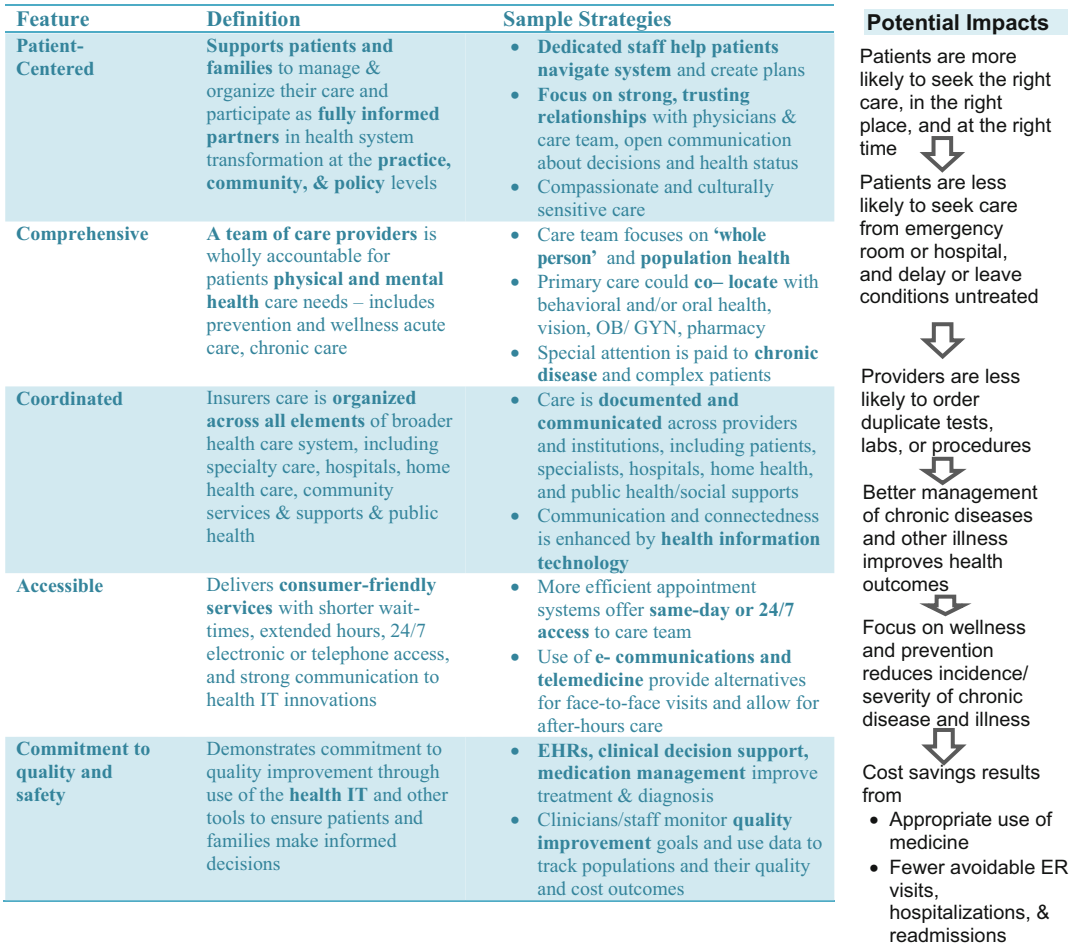 Feature Definition Sample Strategies
Patient-
Centered
Supports patients and
families to manage &
organize their care and
participate as fully informed
partners in health system
transformation at the practice,
community, & policy levels
• Dedicated staff help patients
navigate system and create plans
• Focus on strong, trusting
relationships with physicians &
care team, open communication
about decisions and health status
• Compassionate and culturally
sensitive care
Comprehensive
A team of care providers is
wholly accountable for
patients physical and mental
health care needs – includes
prevention and wellness acute
care, chronic care
• Care team focuses on ‘whole
person’ and population health
• Primary care could co– locate with
behavioral and/or oral health,
vision, OB/ GYN, pharmacy
• Special attention is paid to chronic
disease and complex patients
Coordinated
Insurers care is organized
across all elements of broader
health care system, including
specialty care, hospitals, home
health care, community
services & supports & public
health
• Care is documented and
communicated across providers
and institutions, including patients,
specialists, hospitals, home health,
and public health/social supports
• Communication and connectedness
is enhanced by health information
technology
Accessible
Delivers consumer-friendly
services with shorter wait-
times, extended hours, 24/7
electronic or telephone access,
and strong communication to
health IT innovations
• More efficient appointment
systems offer same-day or 24/7
access to care team
• Use of e- communications and
telemedicine provide alternatives
for face-to-face visits and allow for
after-hours care
Commitment to
quality and
safety
Demonstrates commitment to
quality improvement through
use of the health IT and other
tools to ensure patients and
families make informed
decisions
• EHRs, clinical decision support,
medication management improve
treatment & diagnosis
• Clinicians/staff monitor quality
improvement goals and use data to
track populations and their quality
and cost outcomes
Potential Impacts
Patients are more
likely to seek the right
care, in the right
place, and at the right
time
Patients are less
likely to seek care
from emergency
room or hospital,
and delay or leave
conditions untreated
Providers are less
likely to order
duplicate tests,
labs, or procedures
Better management
of chronic diseases
and other illness
improves health
outcomes
Focus on wellness
and prevention
reduces incidence/
severity of chronic
disease and illness
Cost savings results
from
• Appropriate use of
medicine
• Fewer avoidable ER
visits,
hospitalizations, &
readmissions